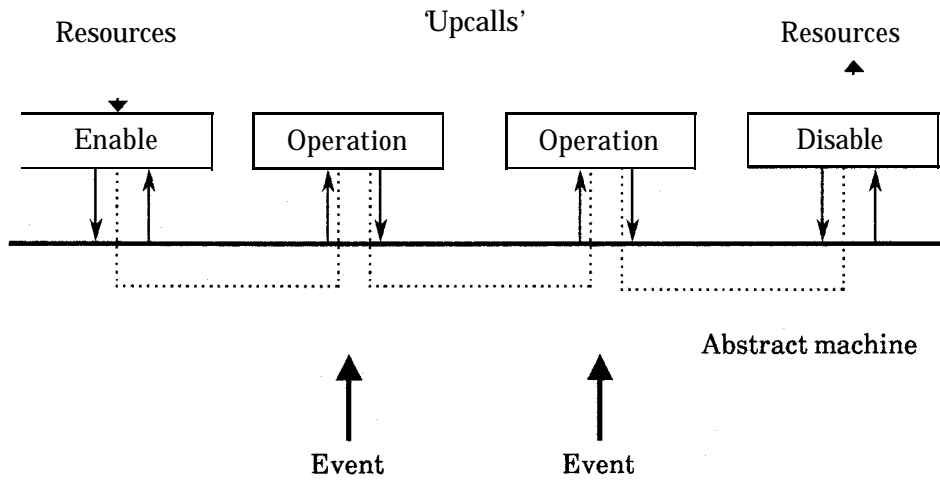 'Upcalls'
Resources
Resources
Enable
Operation
Operation
Disable
Abstract machine
Event
Event